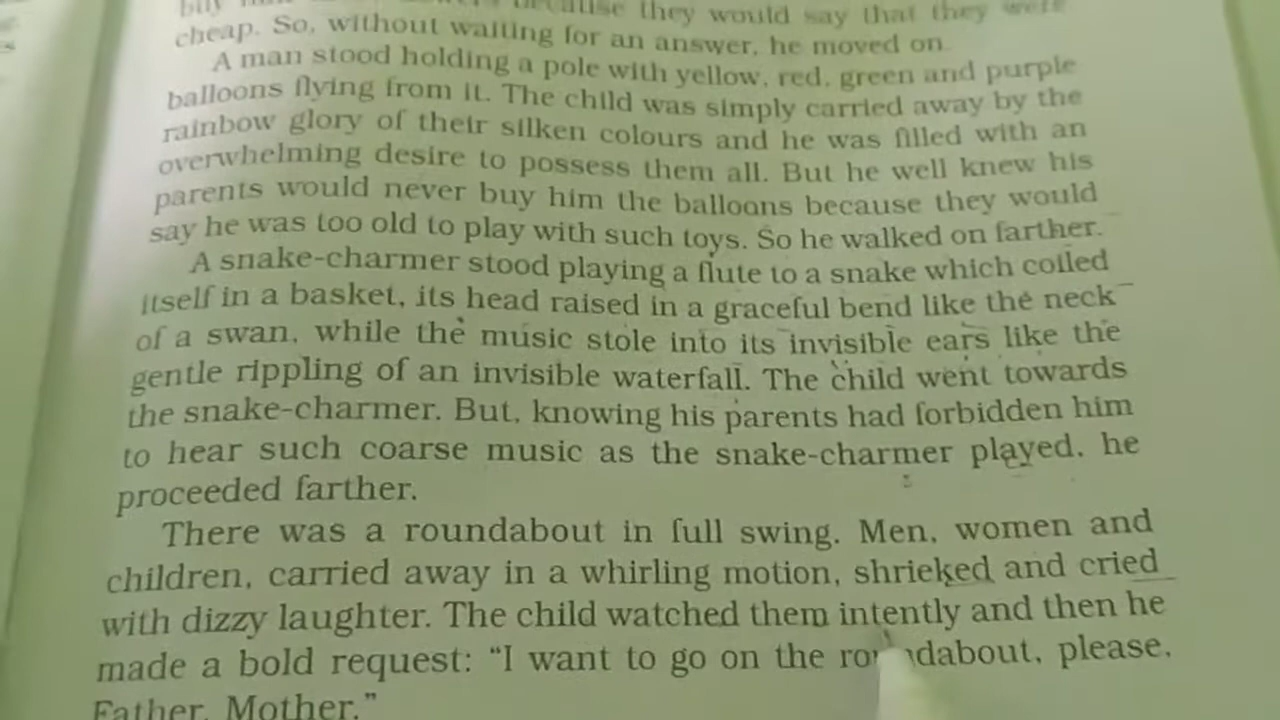 buy because they would say that they were
cheap. So, without waiting for an answer, he moved on.
A man stood holding a pole with yellow, red, green and purple
balloons flying from it. The child was simply carried away by the
rainbow glory of their silken colours and he was filled with an
overwhelming desire to possess them all. But he well knew his
parents would never buy him the balloons because they would
say he was too old to play with such toys. So he walked on farther.
A snake-charmer stood playing a flute to a snake which coiled
itself in a basket, its head raised in a graceful bend like the neck
of a swan, while the music stole into its invisible ears like the
gentle rippling of an invisible waterfall. The child went towards
the snake-charmer. But, knowing his parents had forbidden him
to hear such coarse music as the snake-charmer played, he
proceeded farther.
There was a roundabout in full swing. Men, women and
children, carried away in a whirling motion, shrieked and cried
with dizzy laughter. The child watched them intently and then he
made a bold request: “I want to go on the roundabout, please,
Father, Mother.”